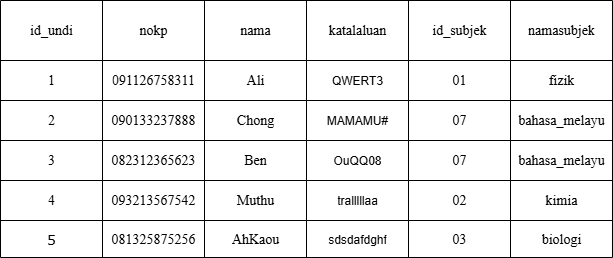 id_undi nokp nama katalaluan id_subjek namasubjek
1 091126758311 Ali QWERT3 01 fizik
2 090133237888 Chong MAMAMU# 07 bahasa_melayu
3 082312365623 Ben OuQQ08 07 bahasa_melayu
4 093213567542 Muthu tralllllaa 02 kimia
5 081325875256 AhKaou sdsdafdghf 03 biologi